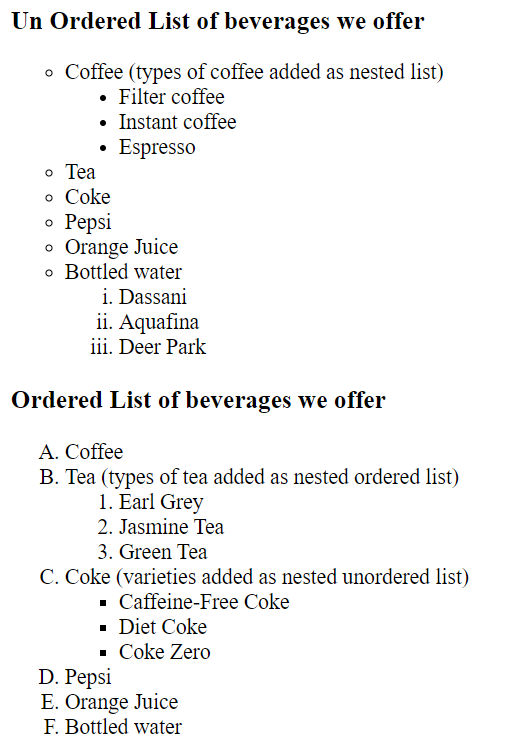 Un Ordered List of beverages we offer
◦ Coffee (types of coffee added as nested list)
• Filter coffee
• Instant coffee
• Espresso
◦ Tea
◦ Coke
◦ Pepsi
◦ Orange Juice
◦ Bottled water
i. Dassani
ii. Aquafina
iii. Deer Park
Ordered List of beverages we offer
A. Coffee
B. Tea (types of tea added as nested ordered list)
1. Earl Grey
2. Jasmine Tea
3. Green Tea
C. Coke (varieties added as nested unordered list)
▪ Caffeine-Free Coke
▪ Diet Coke
▪ Coke Zero
D. Pepsi
E. Orange Juice
F. Bottled water